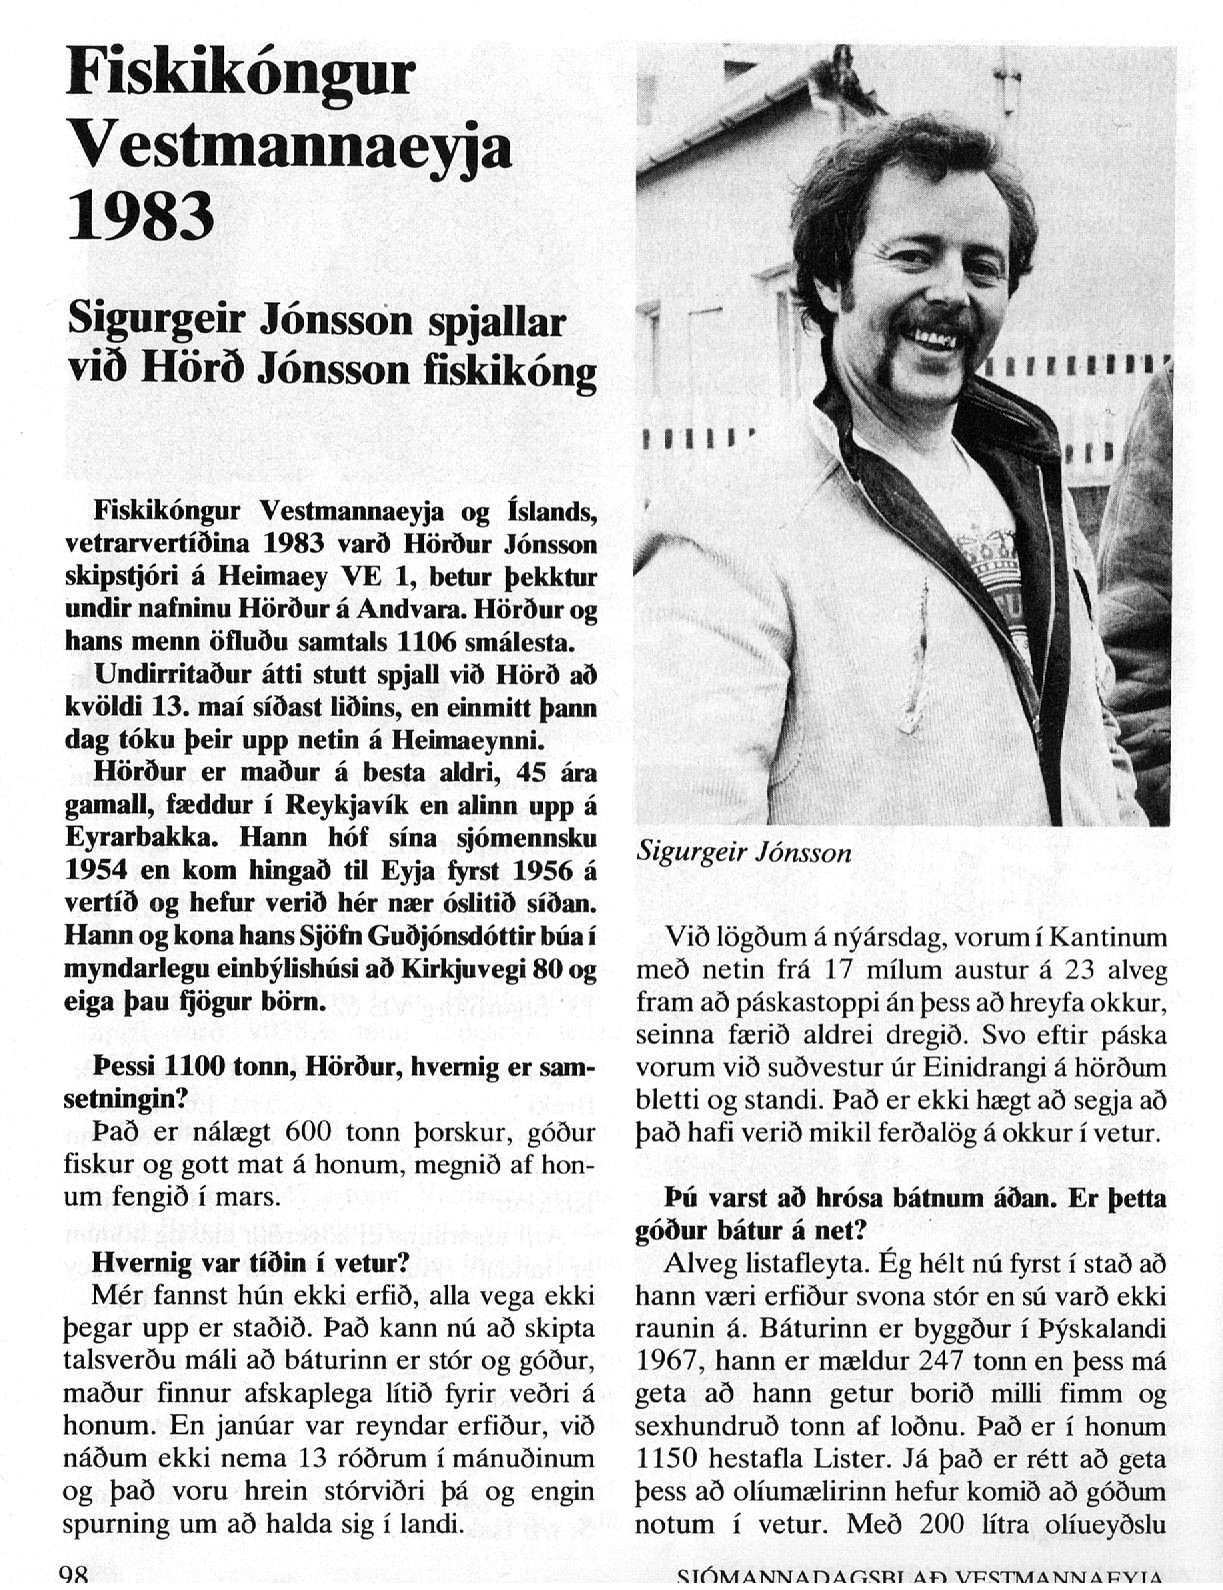 Fiskikóngur
Vestmannaeyja
1983
Sigurgeir Jónsson spjallar
við Hörð Jónsson fiskikóng
Fiskikóngur Vestmannaeyja og Íslands,
vetrarvertíðina 1983 varð Hörður Jónsson
skipstjóri á Heimaey VE 1, betur þekktur
undir nafninu Hörður á Andvara. Hörður og
hans menn öfluðu samtals 1106 smálesta.
Undirritaður átti stutt spjall við Hörð að
kvöldi 13. maí síðast liðins, en einmitt þann
dag tóku þeir upp netin á Heimaeynni.
Hörður er maður á besta aldri, 45 ára
gamall, fæddur í Reykjavík en alinn upp á
Eyrarbakka. Hann hóf sína sjómennsku
1954 en kom hingað til Eyja fyrst 1956 á
vertíð og hefur verið hér nær óslitið síðan.
Hann og kona hans Sjöfn Guðjónsdóttir búa í
myndarlegu einbýlishúsi að Kirkjuvegi 80 og
eiga þau fjögur börn.
Þessi 1100 tonn, Hörður, hvernig er sam-
setningin?
Það er nálægt 600 tonn þorskur, góður
fiskur og gott mat á honum, megnið af hon-
um fengið í mars.
Hvernig var tíðin í vetur?
Mér fannst hún ekki erfið, alla vega ekki
þegar upp er staðið. Það kann nú að skipta
talsverðu máli að báturinn er stór og góður,
maður finnur afskaplega lítið fyrir veðri á
honum. En janúar var reyndar erfiður, við
náðum ekki nema 13 róðrum í mánuðinum
og það voru hrein stórviðri þá og engin
spurning um að halda sig í landi.
Sigurgeir Jónsson
Við lögðum á nýársdag, vorum í Kantinum
með netin frá 17 mílum austur á 23 alveg
fram að páskastoppi án þess að hreyfa okkur,
seinna færið aldrei dregið. Svo eftir páska
vorum við suðvestur úr Einidrangi á hörðum
bletti og standi. Það er ekki hægt að segja að
það hafi verið mikil ferðalög á okkur í vetur.
Þú varst að hrósa bátnum áðan. Er þetta
góður bátur á net?
Alveg listafleyta. Ég hélt nú fyrst í stað að
hann væri erfiður svona stór en sú varð ekki
raunin á. Báturinn er byggður í Þýskalandi
1967, hann er mældur 247 tonn en þess má
geta að hann getur borið milli fimm og
sexhundruð tonn af loðnu. Það er í honum
1150 hestafla Lister. Já það er rétt að geta
þess að olíumælirinn hefur komið að góðum
notum í vetur. Með 200 lítra olíueyðslu
98
SJÓMANNADAGSBLAÐ VESTMANNAEYJA